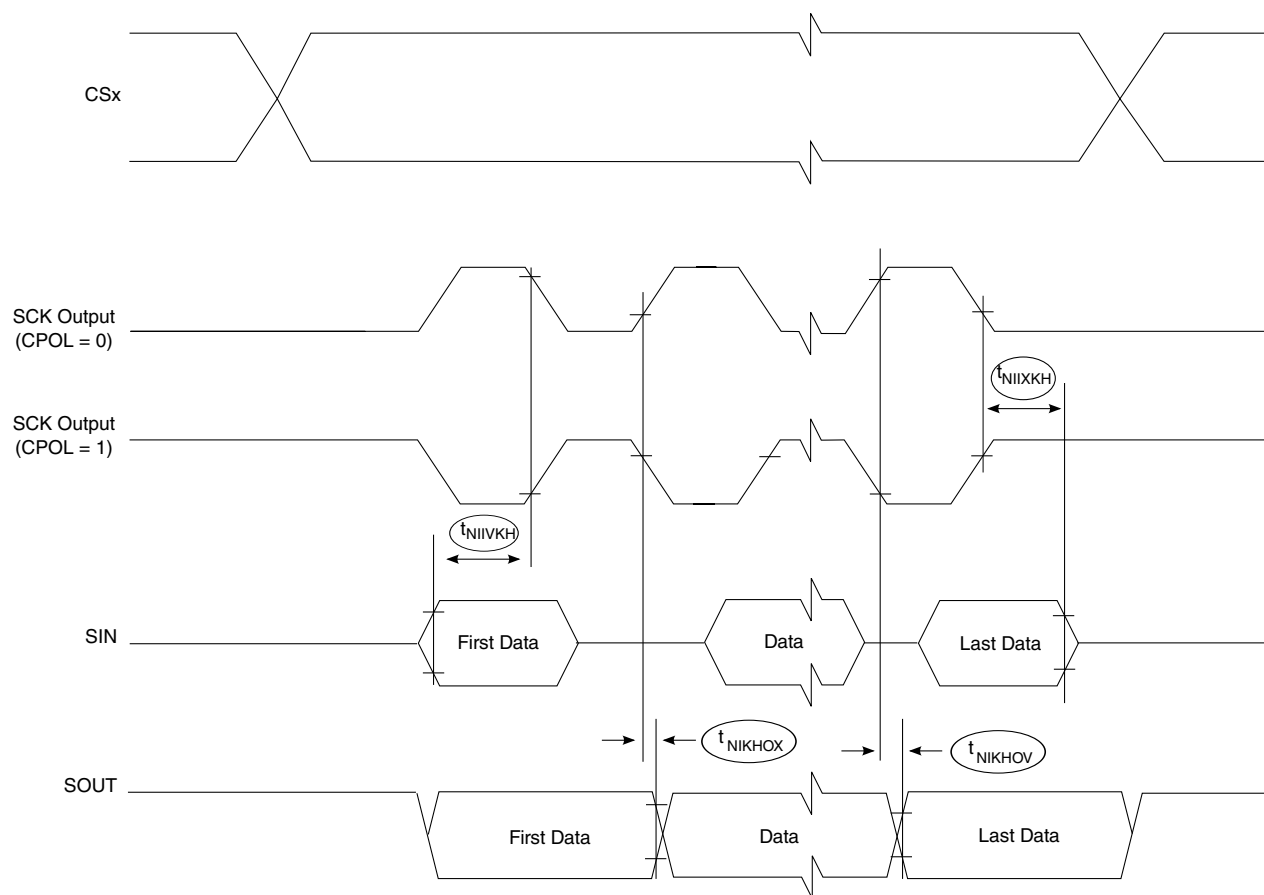 CSx
SCK Output
(CPOL = 0)
tNIIXKH
SCK Output
(CPOL = 1)
tNIIVKH
SIN
First Data
Data
Last Data
tNIKHOX
tNIKHOV
SOUT
First Data
Data
Last Data